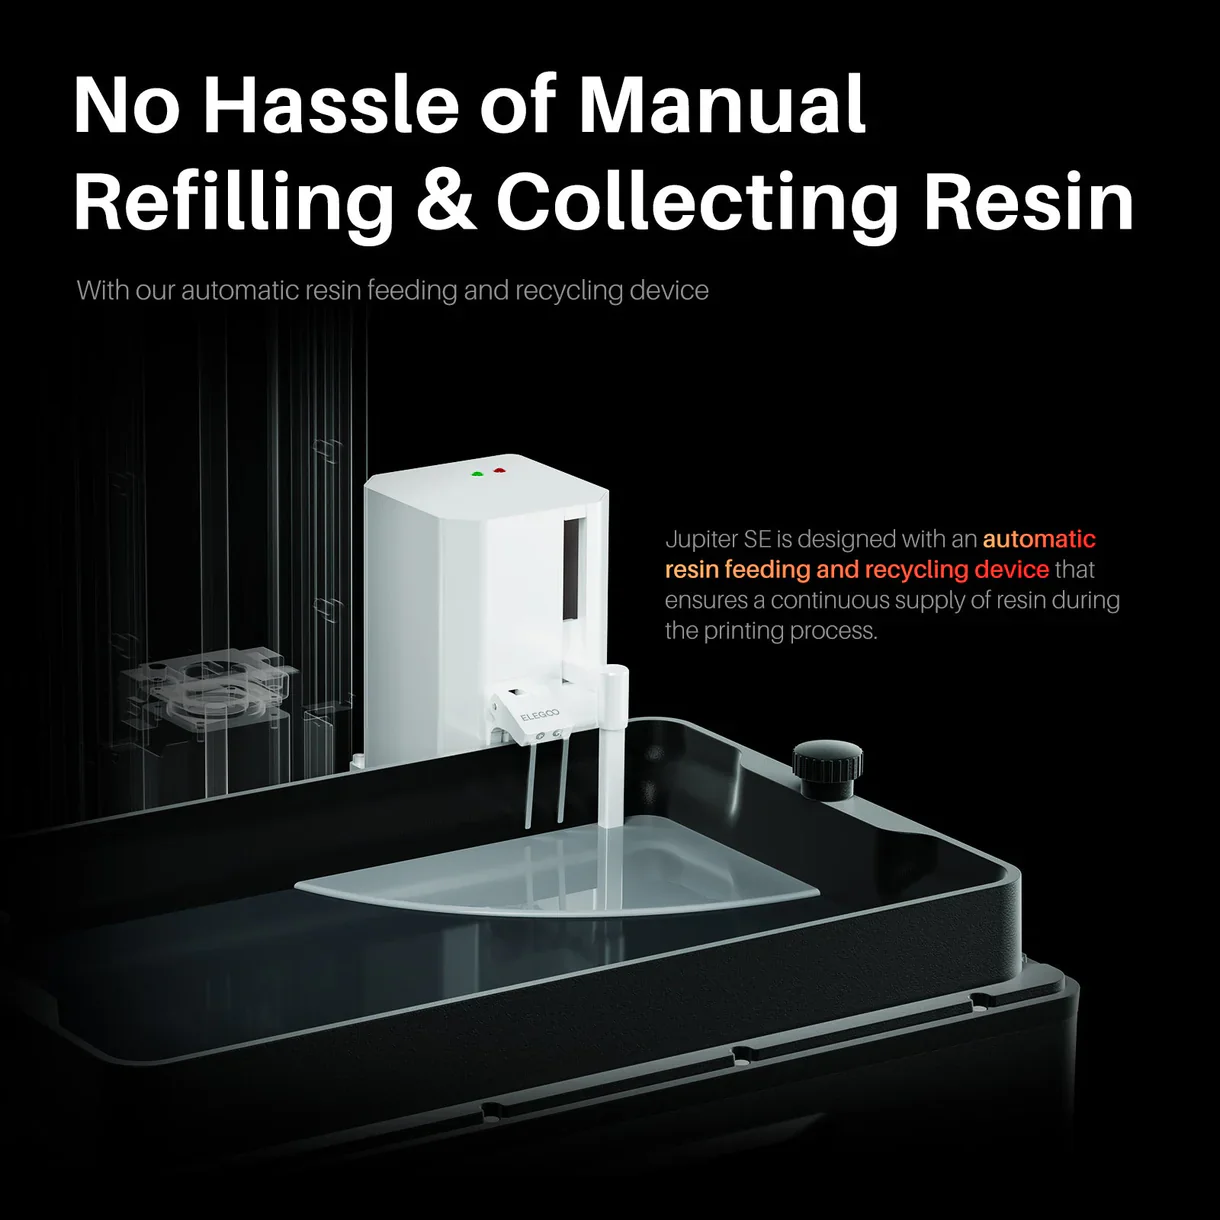 No Hassle of Manual
Refilling & Collecting Resin
With our automatic resin feeding and recycling device
Jupiter SE is designed with an automatic
resin feeding and recycling device that
ensures a continuous supply of resin during
the printing process.
ELEGOO